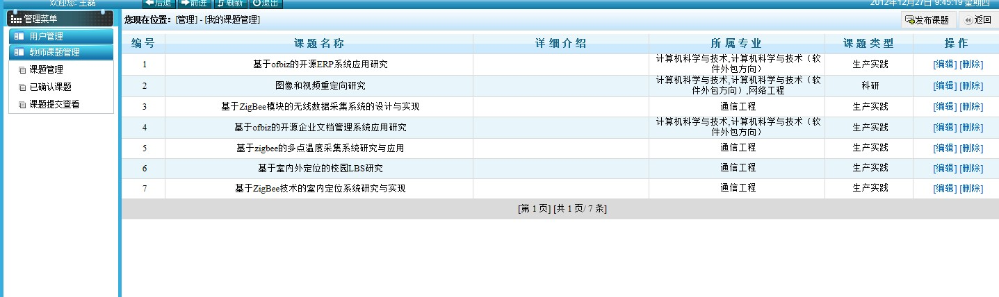 欢迎您: 王磊
后退 前进 刷新 退出
2012年12月27日 9:45:19 星期四
管理菜单
用户管理
教师课题管理
课题管理
已确认课题
课题提交查看
您现在位置：[管理] - [我的课题管理]
发布课题 返回
编号 课题名称 详细介绍 所属专业 课题类型 操作
1 基于ofbiz的开源ERP系统应用研究 计算机科学与技术,计算机科学与技术（软
件外包方向） 生产实践 [编辑] [删除]
2 图像和视频重定向研究 计算机科学与技术,计算机科学与技术（软
件外包方向）,网络工程 科研 [编辑] [删除]
3 基于ZigBee模块的无线数据采集系统的设计与实现 通信工程 生产实践 [编辑] [删除]
4 基于ofbiz的开源企业文档管理系统应用研究 计算机科学与技术,计算机科学与技术（软
件外包方向） 生产实践 [编辑] [删除]
5 基于zigbee的多点温度采集系统研究与应用 通信工程 生产实践 [编辑] [删除]
6 基于室内外定位的校园LBS研究 通信工程 生产实践 [编辑] [删除]
7 基于ZigBee技术的室内定位系统研究与实现 通信工程 生产实践 [编辑] [删除]
[第 1 页] [共 1 页/ 7 条]